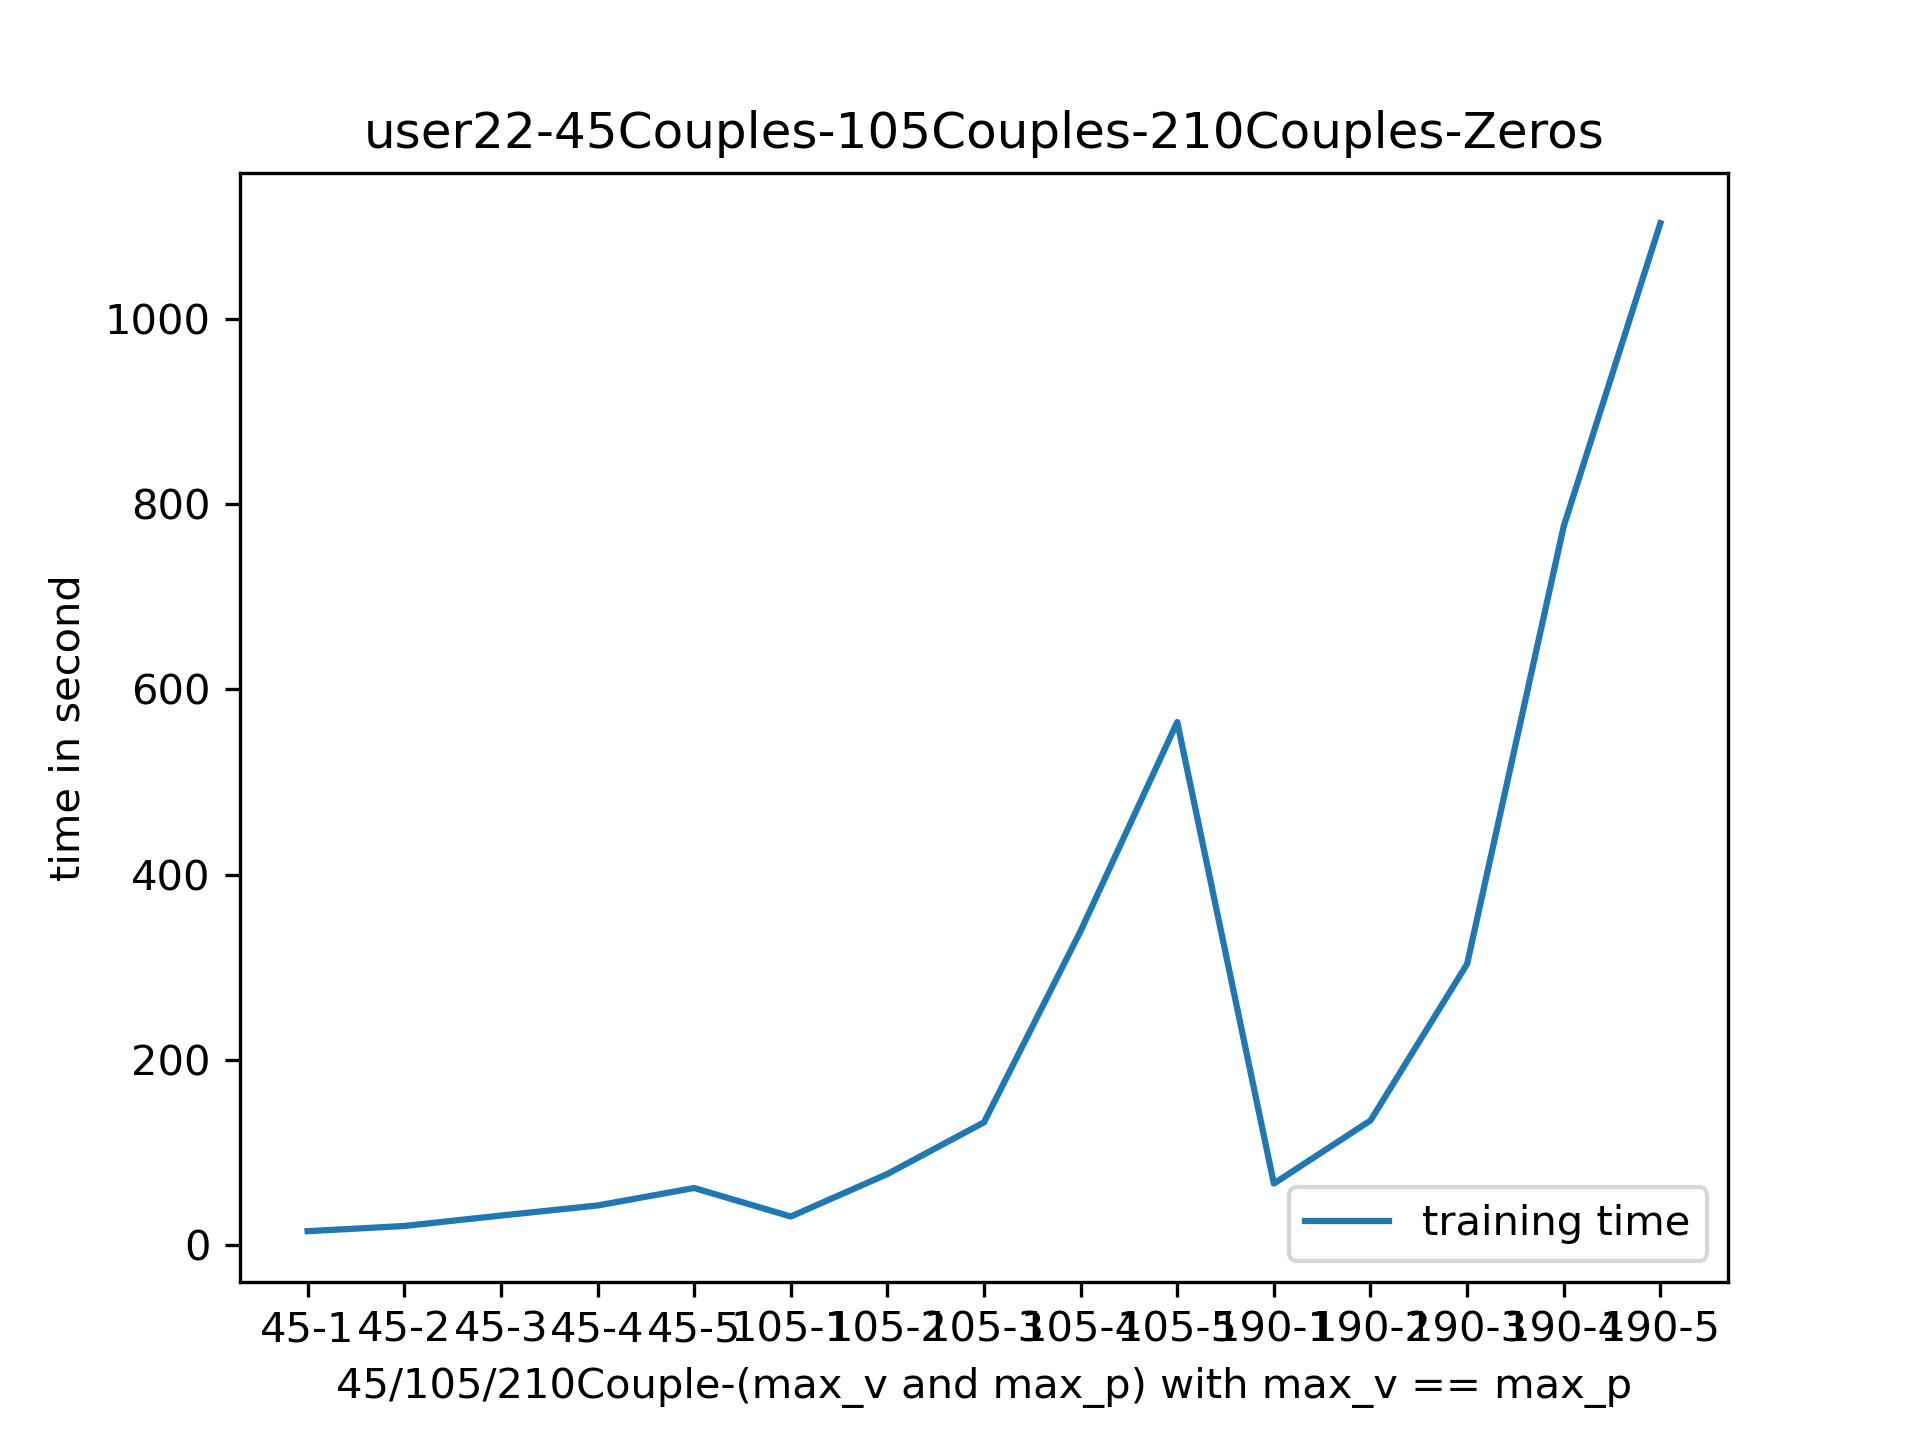 user22-45Couples-105Couples-210Couples-Zeros
1000
800
600
400
200
0
time in second
training time
45-1 45-2 45-3 45-4 45-5 105-1 105-2 105-3 105-4 105-5 190-1 190-2 190-3 190-4 190-5
45/105/210Couple-(max_v and max_p) with max_v == max_p